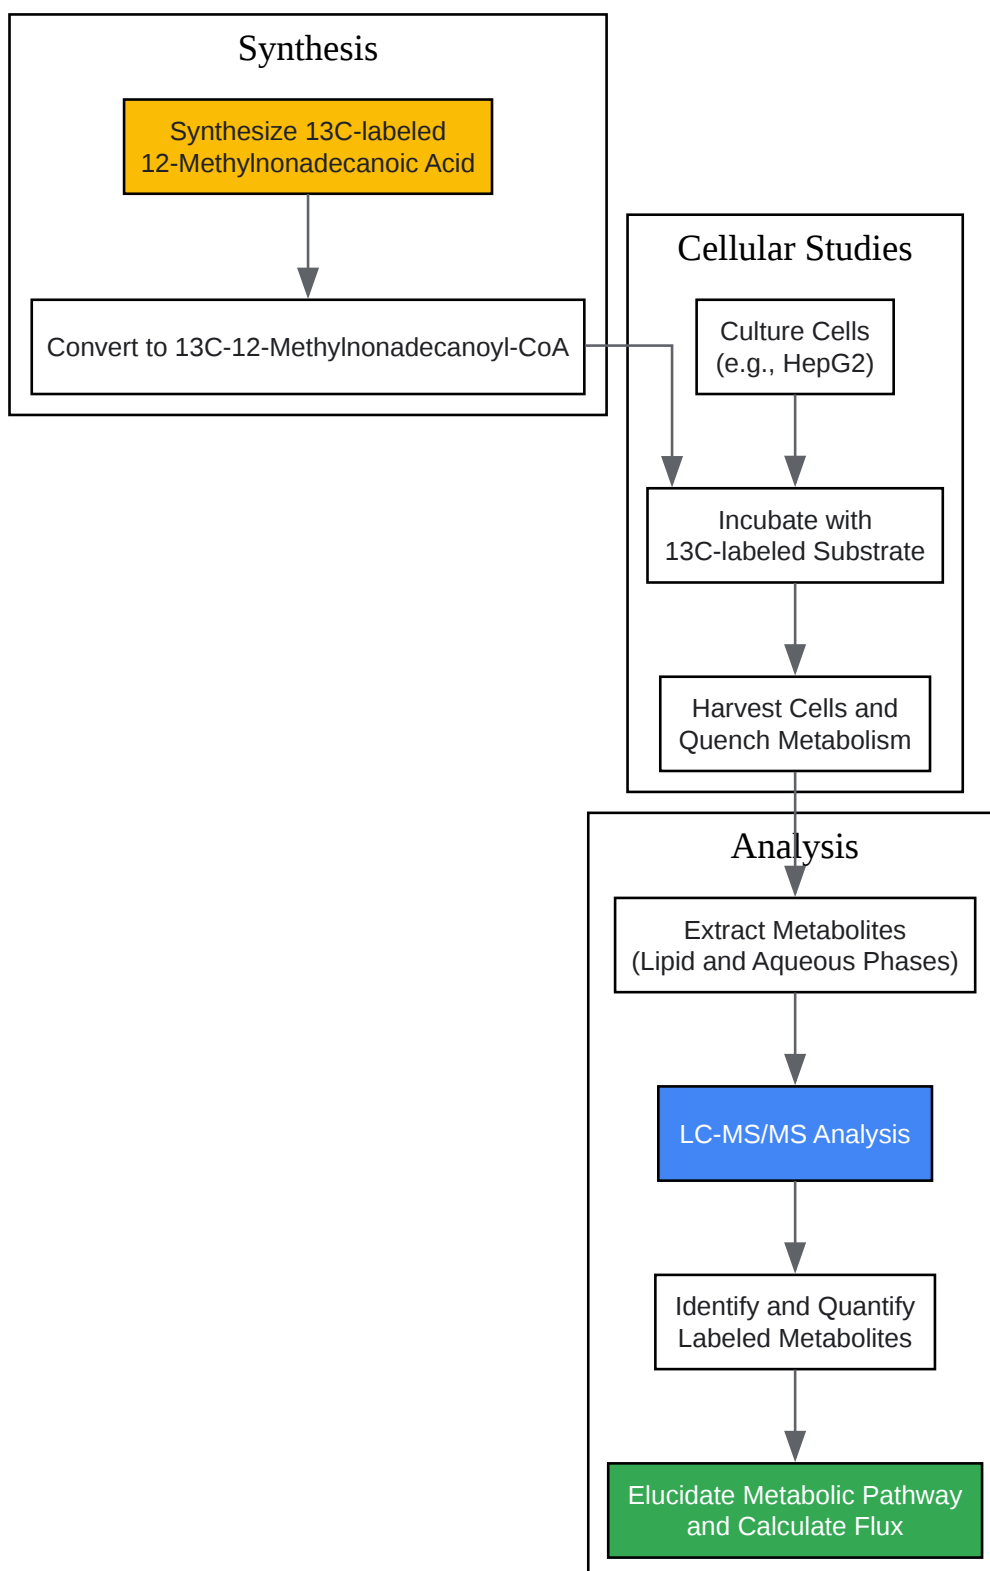 Synthesis
Synthesize 13C-labeled
12-Methylnonadecanoic Acid
Convert to 13C-12-Methylnonadecanoyl-CoA
Cellular Studies
Culture Cells
(e.g., HepG2)
Incubate with
13C-labeled Substrate
Harvest Cells and
Quench Metabolism
Analysis
Extract Metabolites
(Lipid and Aqueous Phases)
LC-MS/MS Analysis
Identify and Quantify
Labeled Metabolites
Elucidate Metabolic Pathway
and Calculate Flux